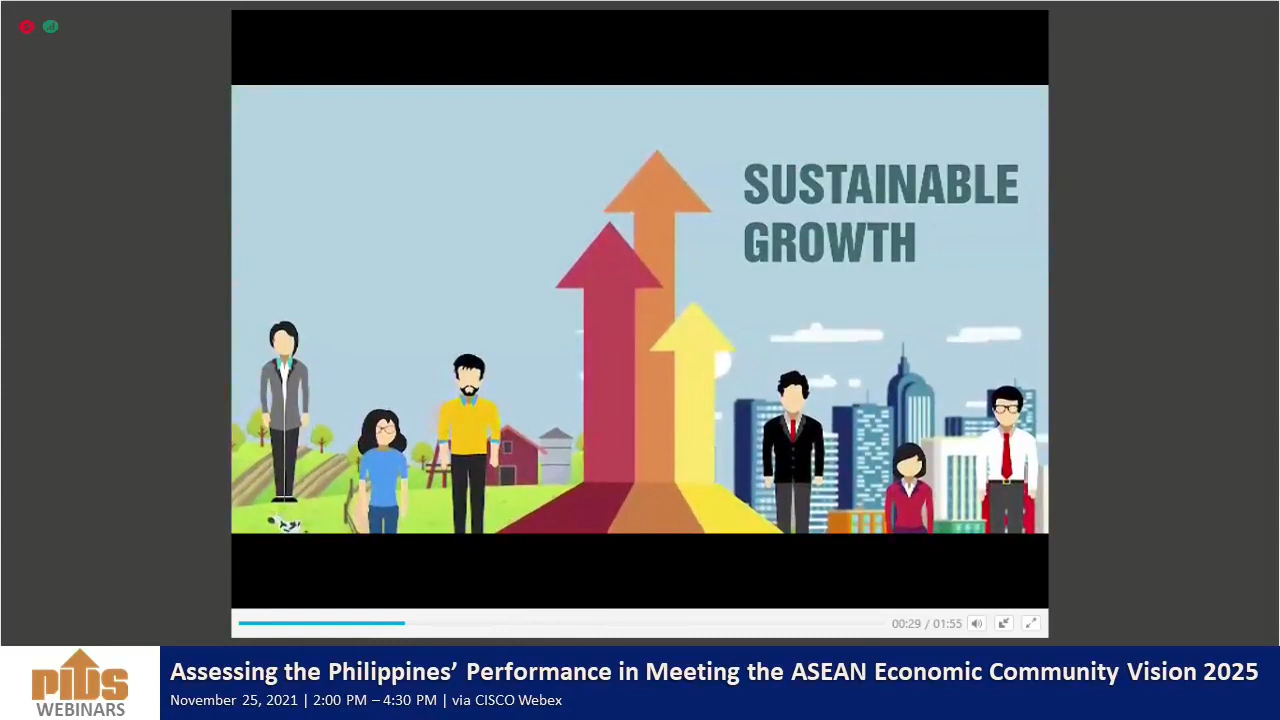 SUSTAINABLE
GROWTH
00:29 / 01:55
PIDS
WEBINARS
Assessing the Philippines’ Performance in Meeting the ASEAN Economic Community Vision 2025
November 25, 2021 | 2:00 PM – 4:30 PM | via CISCO Webex